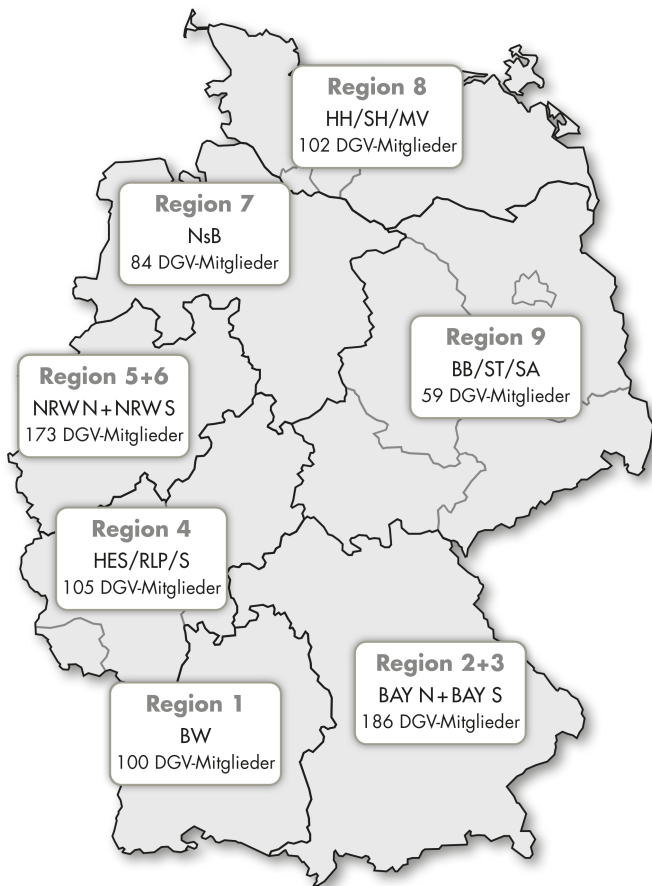 Region 8
HH/SH/MV
102 DGV-Mitglieder
Region 7
NsB
84 DGV-Mitglieder
Region 9
BB/ST/SA
59 DGV-Mitglieder
Region 5+6
NRW N+NRW S
173 DGV-Mitglieder
Region 4
HES/RLP/S
105 DGV-Mitglieder
Region 2+3
BAY N+BAY S
186 DGV-Mitglieder
Region 1
BW
100 DGV-Mitglieder